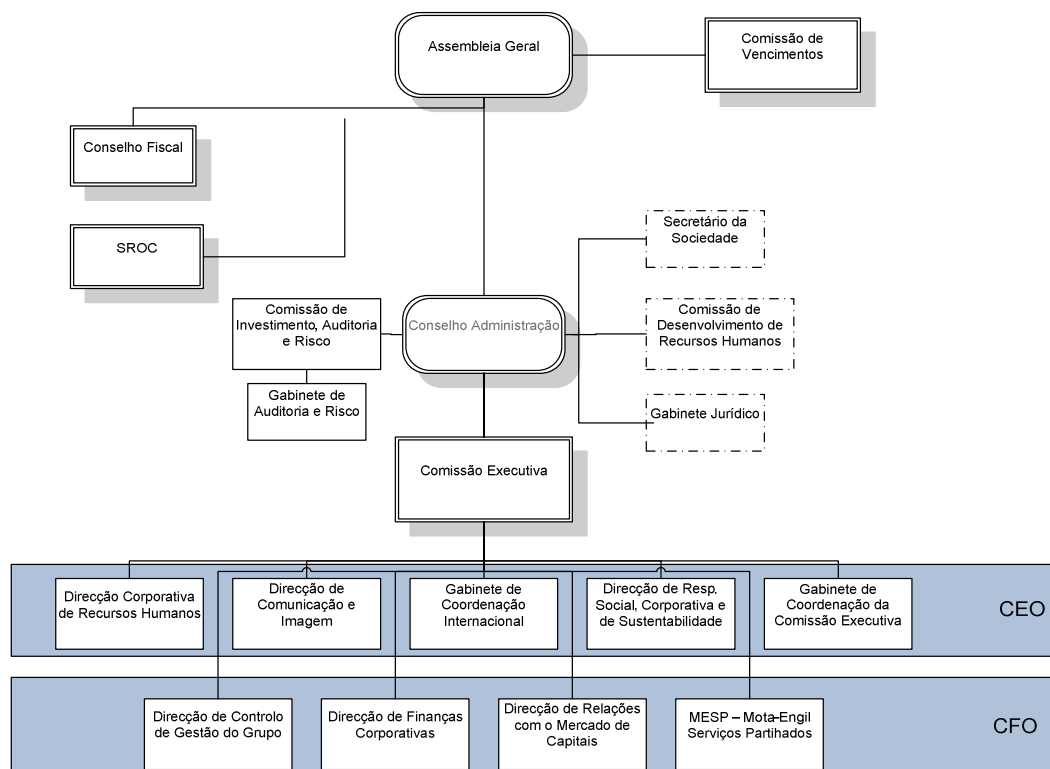 Assembleia Geral
Comissão de
Vencimentos
Conselho Fiscal
SROC
Secretário da
Sociedade
Comissão de
Investimento, Auditoria
e Risco
Conselho Administração
Comissão de
Desenvolvimento de
Recursos Humanos
Gabinete de
Auditoria e Risco
Gabinete Jurídico
Comissão Executiva
Direcção Corporativa
de Recursos Humanos
Direcção de
Comunicação e
Imagem
Gabinete de
Coordenação
Internacional
Direcção de Resp.
Social, Corporativa e
de Sustentabilidade
Gabinete de
Coordenação da
Comissão Executiva
CEO
Direcção de Controlo
de Gestão do Grupo
Direcção de Finanças
Corporativas
Direcção de Relações
com o Mercado de
Capitais
MESP – Mota-Engil
Serviços Partilhados
CFO